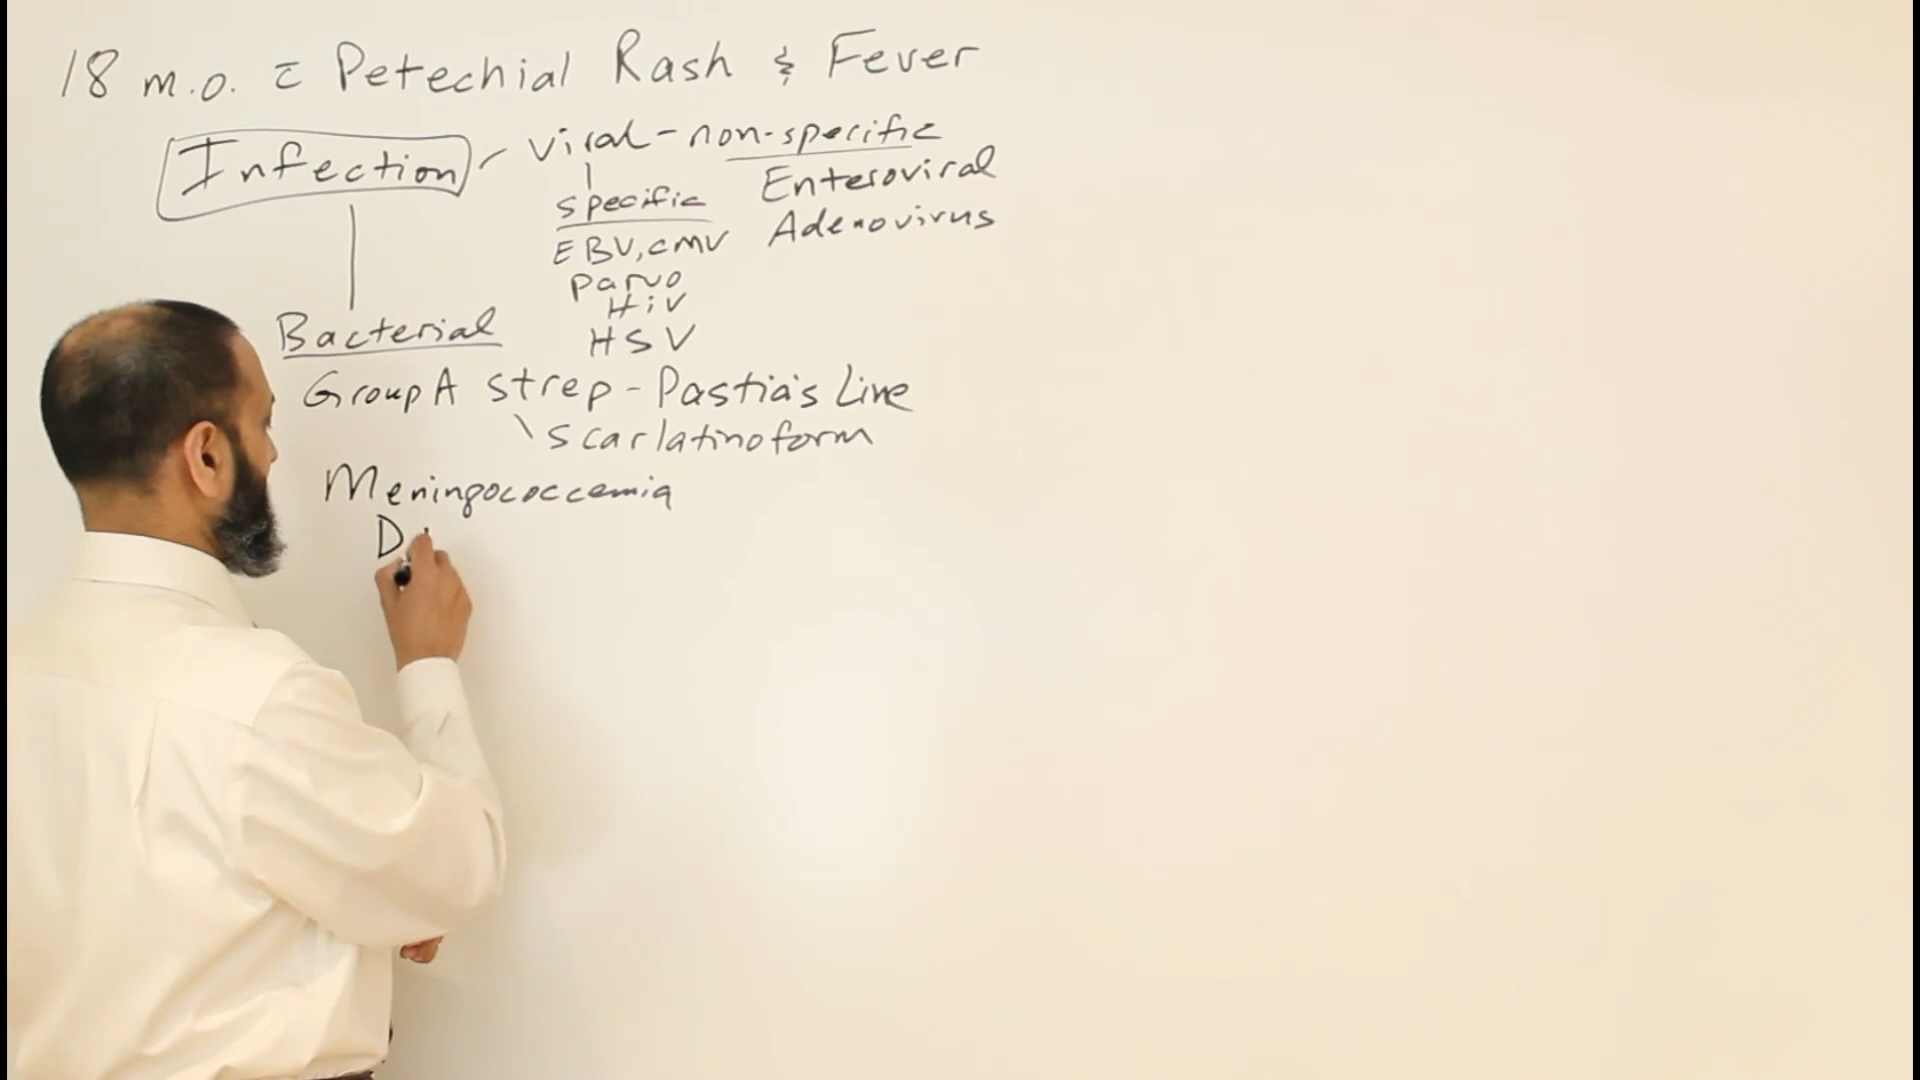 18 m.o. c̄ Petechial Rash & Fever
Infection - Viral - non-specific
Enteroviral
Adenovirus
specific
EBV, CMV
Parvo
HiV
HSV
Bacterial
Group A strep - Pastia's Line
\ scarlatinoform
Meningococcemia
D